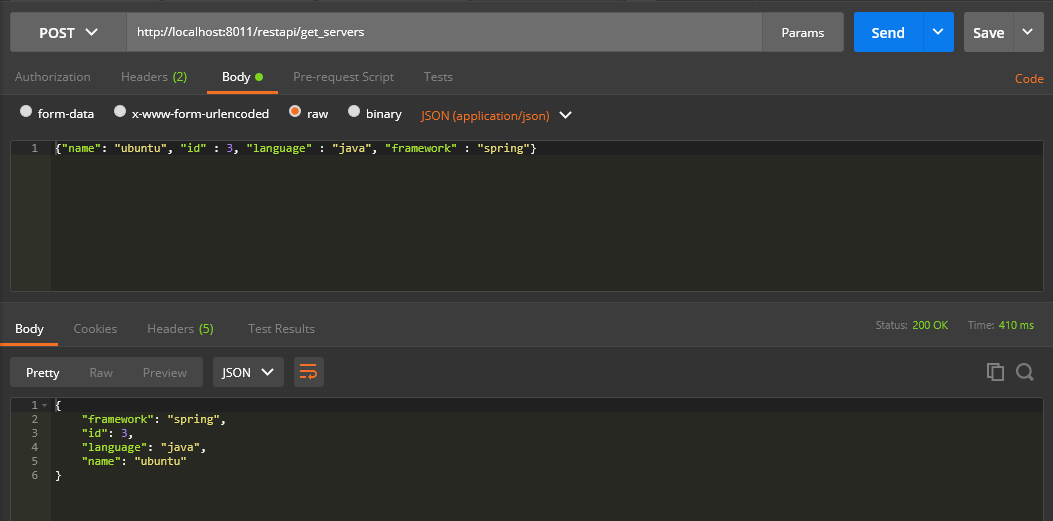 POST http://localhost:8011/restapi/get_servers Params Send Save
Authorization Headers (2) Body Pre-request Script Tests Code
form-data x-www-form-urlencoded raw binary JSON (application/json)
1 {"name": "ubuntu", "id" : 3, "language" : "java", "framework" : "spring"}
Body Cookies Headers (5) Test Results Status: 200 OK Time: 410 ms
Pretty Raw Preview JSON
1 {
2 "framework": "spring",
3 "id": 3,
4 "language": "java",
5 "name": "ubuntu"
6 }